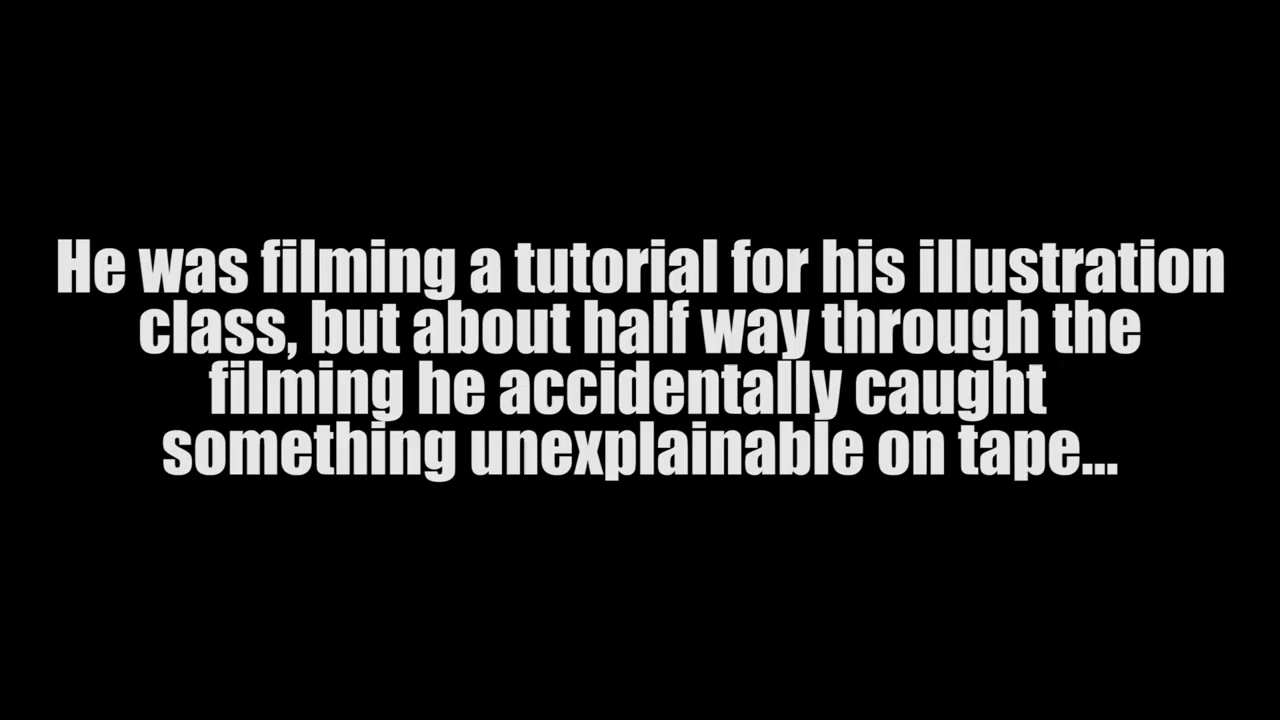 He was filming a tutorial for his illustration
class, but about half way through the
filming he accidentally caught
something unexplainable on tape...